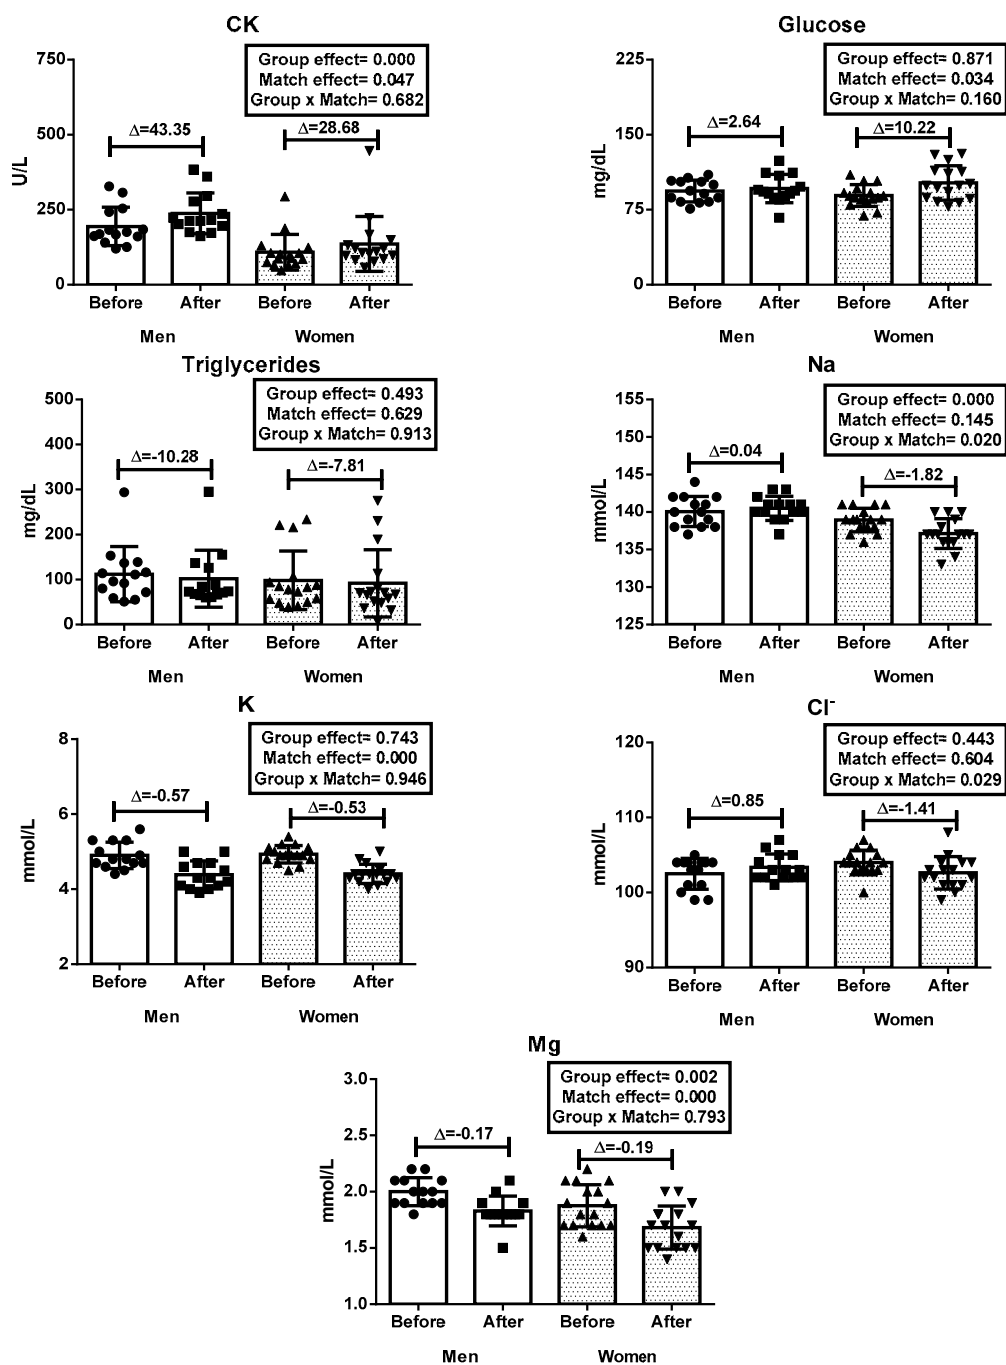 CK
Group effect= 0.000
Match effect= 0.047
Group x Match= 0.682
750
500
250
0
U/L
Δ=43.35
Δ=28.68
Before After Before After
Men Women
Glucose
Group effect= 0.871
Match effect= 0.034
Group x Match= 0.160
225
150
75
0
mg/dL
Δ=2.64
Δ=10.22
Before After Before After
Men Women
Triglycerides
Group effect= 0.493
Match effect= 0.629
Group x Match= 0.913
500
400
300
200
100
0
mg/dL
Δ=-10.28
Δ=-7.81
Before After Before After
Men Women
Na
Group effect= 0.000
Match effect= 0.145
Group x Match= 0.020
155
150
145
140
135
130
125
mmol/L
Δ=0.04
Δ=-1.82
Before After Before After
Men Women
K
Group effect= 0.743
Match effect= 0.000
Group x Match= 0.946
8
6
4
2
mmol/L
Δ=-0.57
Δ=-0.53
Before After Before After
Men Women
Cl-
Group effect= 0.443
Match effect= 0.604
Group x Match= 0.029
120
110
100
90
mmol/L
Δ=0.85
Δ=-1.41
Before After Before After
Men Women
Mg
Group effect= 0.002
Match effect= 0.000
Group x Match= 0.793
3.0
2.5
2.0
1.5
1.0
mmol/L
Δ=-0.17
Δ=-0.19
Before After Before After
Men Women